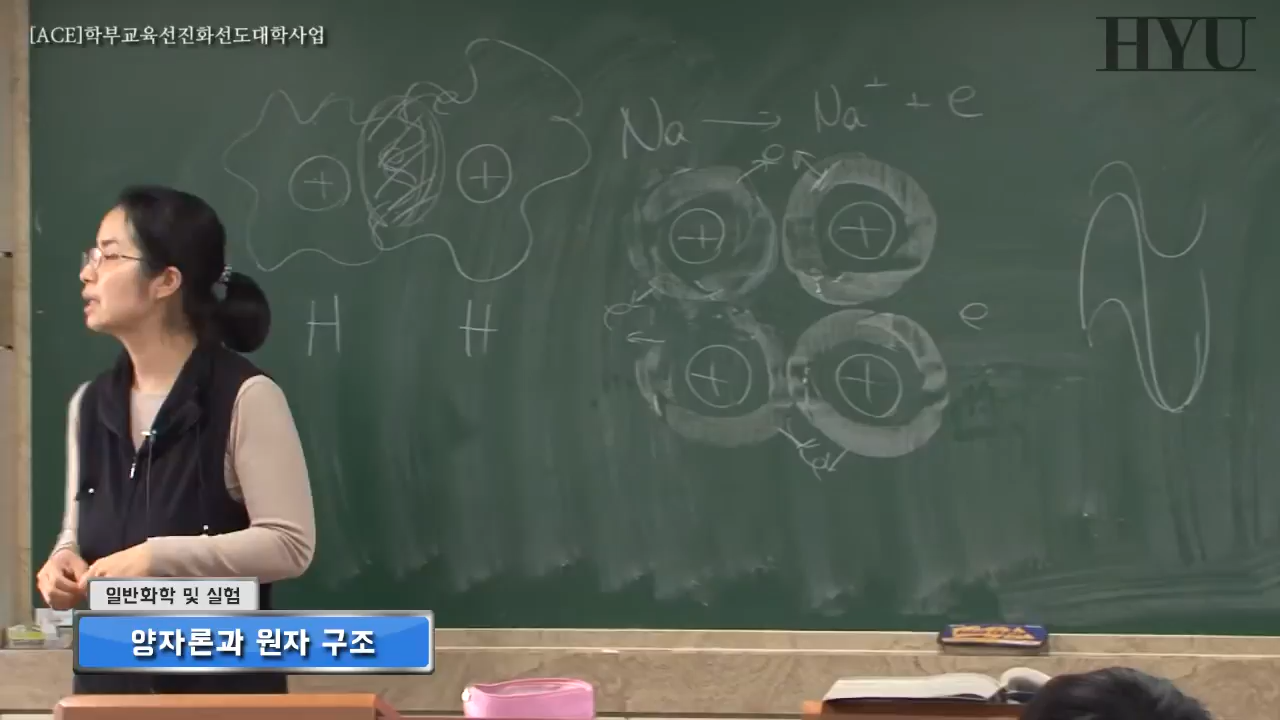 [ACE]학부교육선진화선도대학사업
HYU
Na → Na⁺ + e
+ +
e
+ +
H H
e e
+ +
e
일반화학 및 실험
양자론과 원자 구조